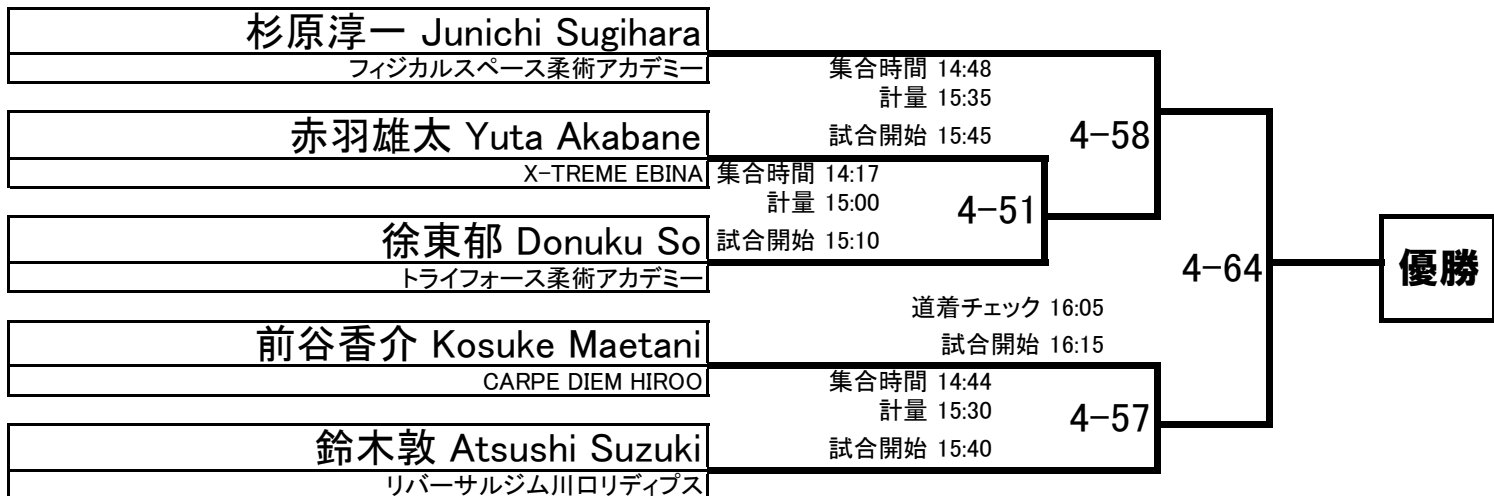 杉原淳一 Junichi Sugihara
フィジカルスペース柔術アカデミー
集合時間 14:48
計量 15:35
試合開始 15:45
4-58
赤羽雄太 Yuta Akabane
X-TREME EBINA
集合時間 14:17
計量 15:00
試合開始 15:10
4-51
徐東郁 Donuku So
トライフォース柔術アカデミー
4-64
優勝
道着チェック 16:05
試合開始 16:15
前谷香介 Kosuke Maetani
CARPE DIEM HIROO
集合時間 14:44
計量 15:30
試合開始 15:40
4-57
鈴木敦 Atsushi Suzuki
リバーサルジム川口リディプス